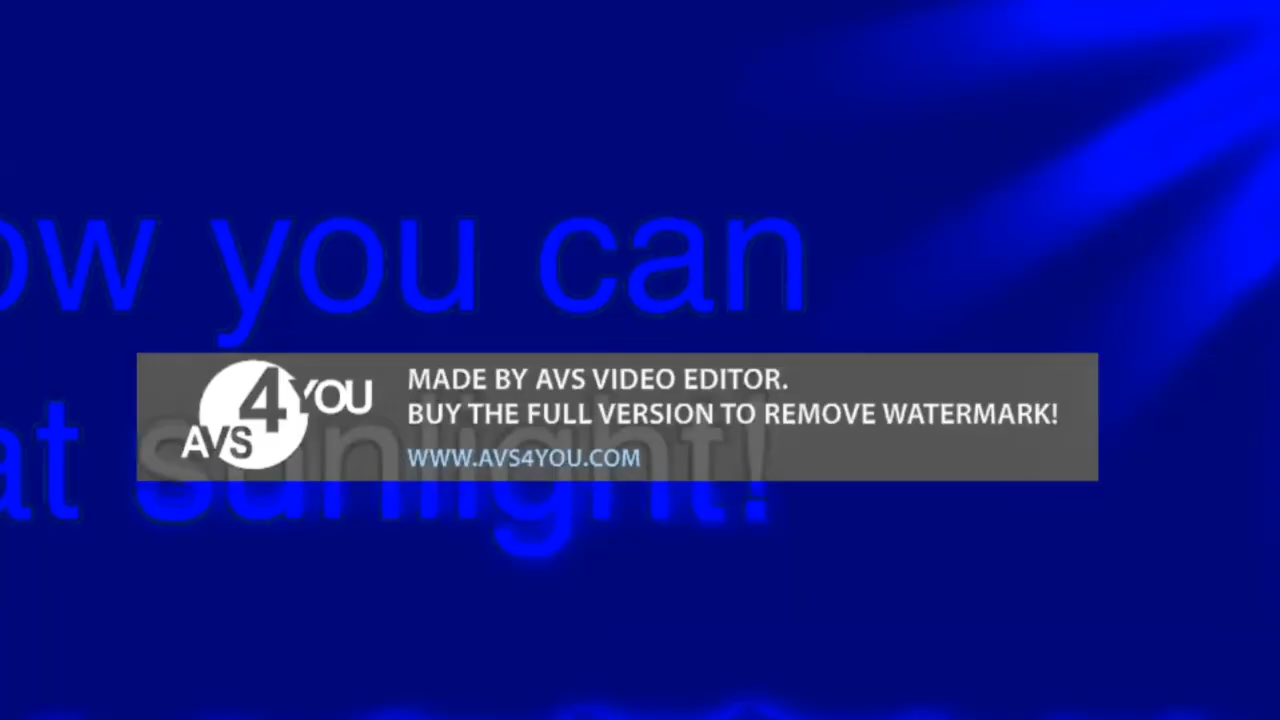 ow you can
AVS4YOU
MADE BY AVS VIDEO EDITOR.
BUY THE FULL VERSION TO REMOVE WATERMARK!
at sunlight!
WWW.AVS4YOU.COM